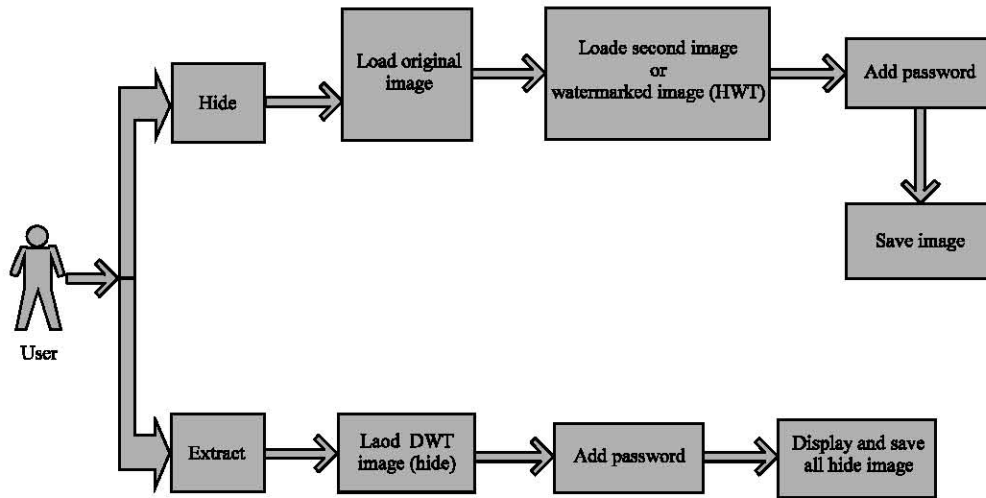 Hide
Load original
image
Loade second image
or
watermarked image (HWT)
Add password
Save image
User
Extract
Laod DWT
image (hide)
Add password
Display and save
all hide image